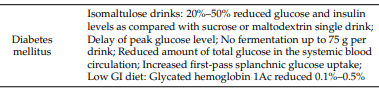 Isomaltulose drinks: 20%–50% reduced glucose and insulin
levels as compared with sucrose or maltodextrin single drink;
Diabetes
Delay of peak glucose level; No fermentation up to 75 g per
mellitus
drink; Reduced amount of total glucose in the systemic blood
circulation; Increased first-pass splanchnic glucose uptake;
Low GI diet: Glycated hemoglobin 1Ac reduced 0.1%–0.5%